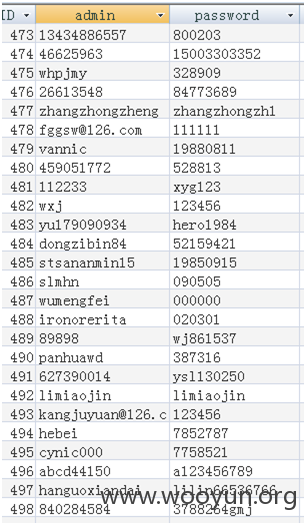 ID admin password
473 13434886557 800203
474 46625963 15003303352
475 whpjmy 328909
476 26613548 84773689
477 zhangzhongzheng zhangzhongzh1
478 fggsw@126.com 111111
479 vannic 19880811
480 459051772 528813
481 112233 xyg123
482 wxj 123456
483 yu179090934 hero1984
484 dongzibin84 52159421
485 stsananmin15 19850915
486 slmhn 090505
487 wumengfei 000000
488 ironorerita 020301
489 89898 wj861537
490 panhuawd 387316
491 627390014 ysl130250
492 limiaojin limiaojin
493 kangjuyuan@126.c 123456
494 hebei 7852787
495 cynic000 7758521
496 abcd44150 a123456789
497 hanguoxiandai lilin66536766
498 840284584 3788264gmj
www.wooyun.org